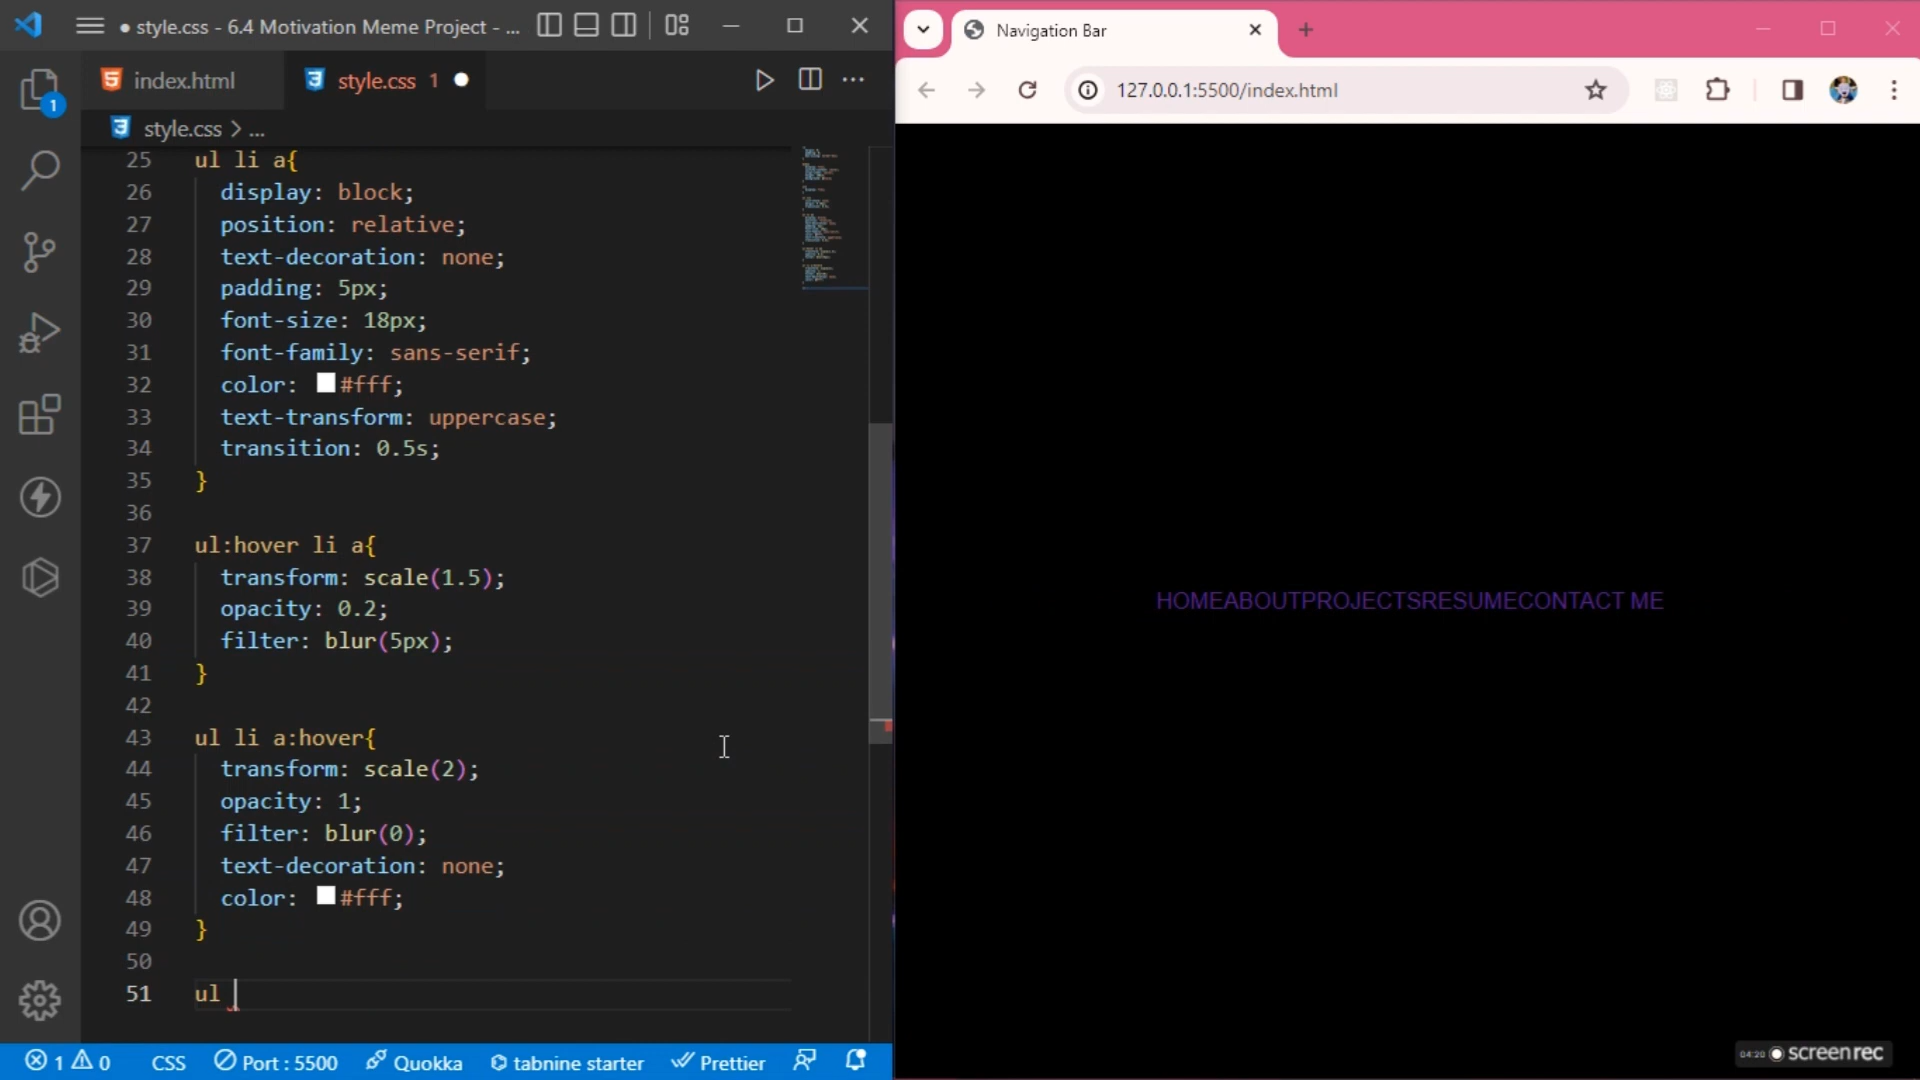 style.css - 6.4 Motivation Meme Project - ...
index.html
style.css 1
style.css > ...
25 ul li a{
26 display: block;
27 position: relative;
28 text-decoration: none;
29 padding: 5px;
30 font-size: 18px;
31 font-family: sans-serif;
32 color: #fff;
33 text-transform: uppercase;
34 transition: 0.5s;
35 }
36
37 ul:hover li a{
38 transform: scale(1.5);
39 opacity: 0.2;
40 filter: blur(5px);
41 }
42
43 ul li a:hover{
44 transform: scale(2);
45 opacity: 1;
46 filter: blur(0);
47 text-decoration: none;
48 color: #fff;
49 }
50
51 ul
1
1 0 CSS Port : 5500 Quokka tabnine starter Prettier
Navigation Bar
127.0.0.1:5500/index.html
HOMEABOUTPROJECTSRESUMECONTACT ME
04:20 screenrec